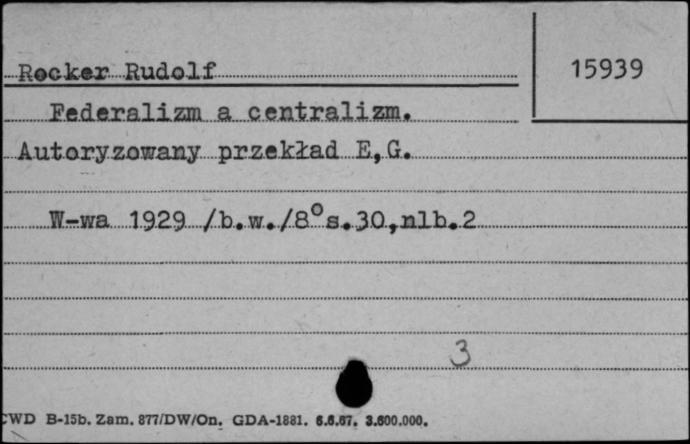 Rocker Rudolf
15939
Federalizm a centralizm.
Autoryzowany przekład E,G.
W-wa 1929 /b.w./8° s.30,nlb.2
3
CWD B-15b. Zam. 877/DW/On. GDA-1881. 6.6.67. 3.600.000.